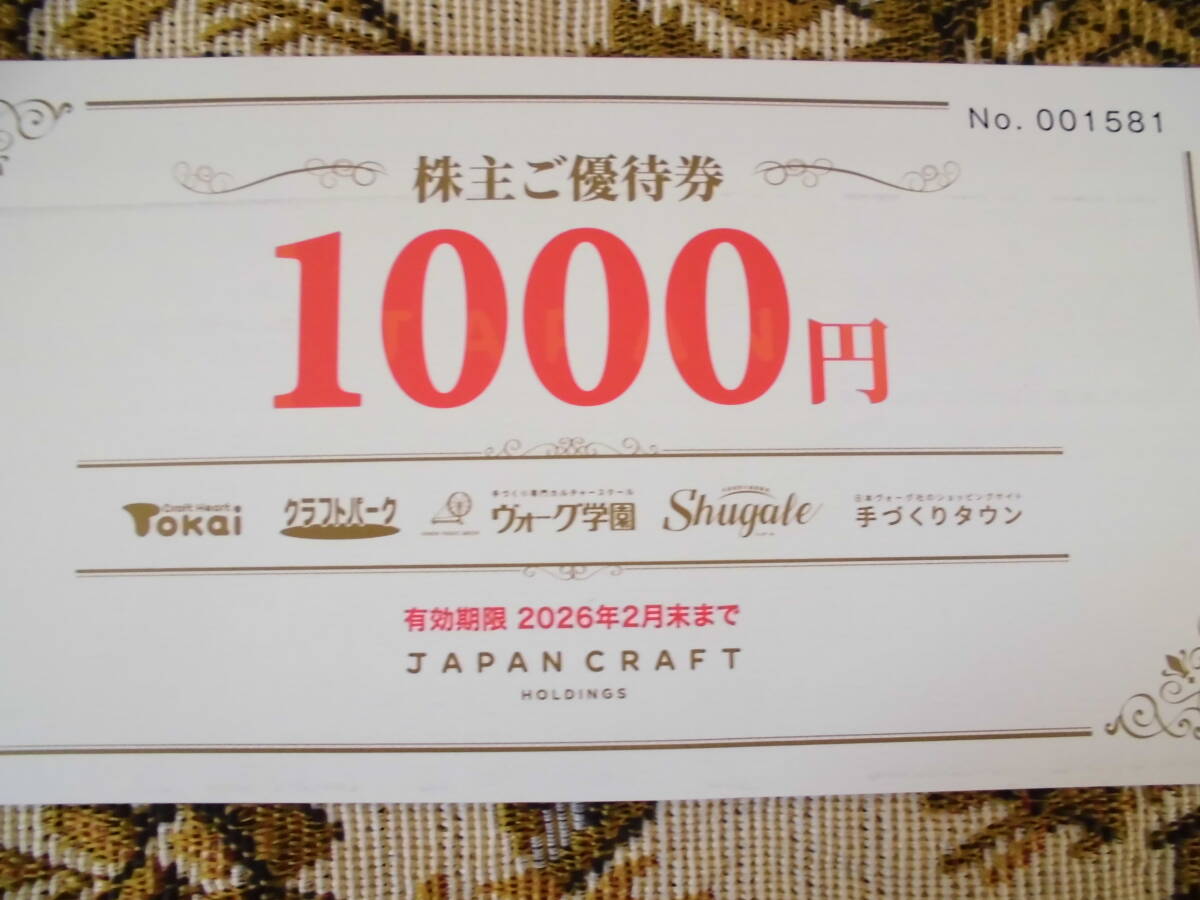 No. 001581
株主ご優待券
1000円
JAPAN
Craft Heart
Tokai
クラフトパーク
手づくり専門カルチャースクール
ヴォーグ学園
Shugale
日本ヴォーグ社のショッピングサイト
手づくりタウン
有効期限 2026年2月末まで
JAPAN CRAFT
HOLDINGS